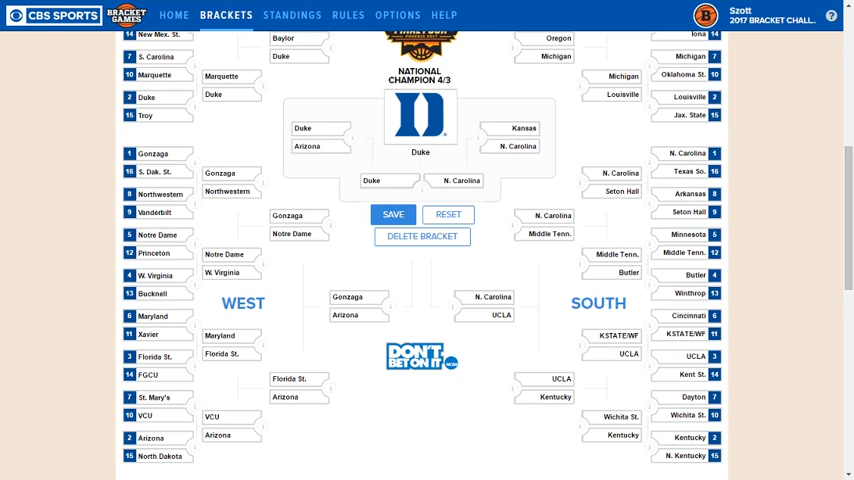 CBS SPORTS
BRACKET GAMES
HOME
BRACKETS
STANDINGS
RULES
OPTIONS
HELP
Szott
2017 BRACKET CHALL...
?
14 New Mex. St.
7 S. Carolina
10 Marquette
2 Duke
15 Troy
Marquette
Duke
Baylor
Duke
FINAL FOUR
PHOENIX 2017
NATIONAL
CHAMPION 4/3
Duke
Duke
Arizona
Kansas
N. Carolina
Duke
N. Carolina
SAVE
RESET
DELETE BRACKET
Oregon
Michigan
Michigan
Louisville
Iona 14
Michigan 7
Oklahoma St. 10
Louisville 2
Jax. State 15
1 Gonzaga
16 S. Dak. St.
8 Northwestern
9 Vanderbilt
5 Notre Dame
12 Princeton
4 W. Virginia
13 Bucknell
6 Maryland
11 Xavier
3 Florida St.
14 FGCU
7 St. Mary's
10 VCU
2 Arizona
15 North Dakota
Gonzaga
Northwestern
Notre Dame
W. Virginia
Maryland
Florida St.
VCU
Arizona
Gonzaga
Notre Dame
Florida St.
Arizona
WEST
Gonzaga
Arizona
DON'T
BET ON IT
NCAA
N. Carolina
UCLA
SOUTH
N. Carolina
Middle Tenn.
UCLA
Kentucky
N. Carolina
Seton Hall
Middle Tenn.
Butler
KSTATE/WF
UCLA
Wichita St.
Kentucky
N. Carolina 1
Texas So. 16
Arkansas 8
Seton Hall 9
Minnesota 5
Middle Tenn. 12
Butler 4
Winthrop 13
Cincinnati 6
KSTATE/WF 11
UCLA 3
Kent St. 14
Dayton 7
Wichita St. 10
Kentucky 2
N. Kentucky 15